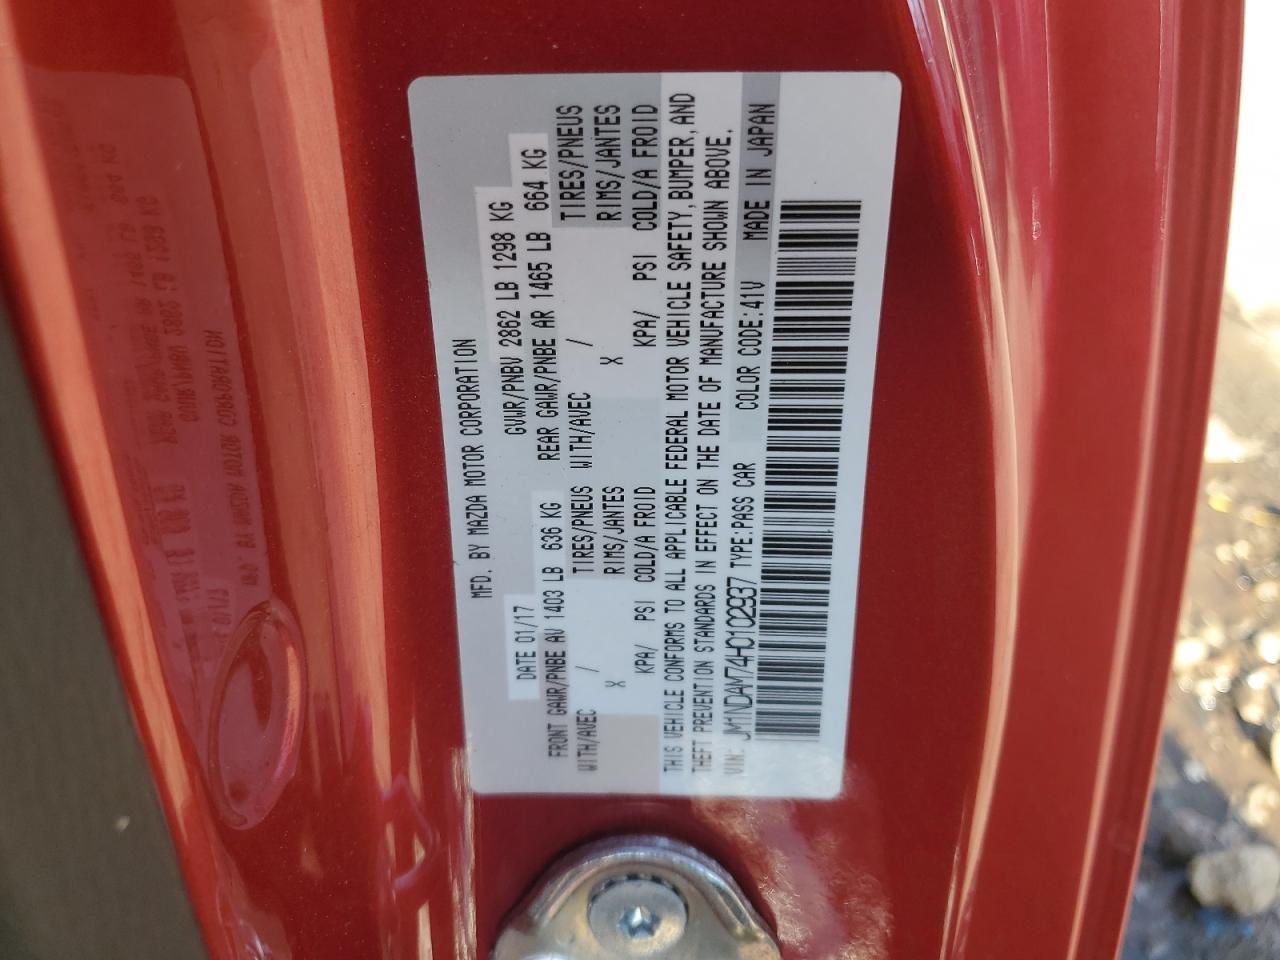 MFD. BY MAZDA MOTOR CORPORATION
DATE 01/17 GVWR/PNBV 2862 LB 1298 KG
FRONT GAWR/PNBE AV 1403 LB 636 KG REAR GAWR/PNBE AR 1465 LB 664 KG
WITH/AVEC / TIRES/PNEUS WITH/AVEC / TIRES/PNEUS
X RIMS/JANTES X RIMS/JANTES
KPA/ PSI COLD/A FROID KPA/ PSI COLD/A FROID
THIS VEHICLE CONFORMS TO ALL APPLICABLE FEDERAL MOTOR VEHICLE SAFETY, BUMPER, AND
THEFT PREVENTION STANDARDS IN EFFECT ON THE DATE OF MANUFACTURE SHOWN ABOVE.
VIN: JM1NDAM74H0102937 TYPE:PASS CAR COLOR CODE:41V MADE IN JAPAN